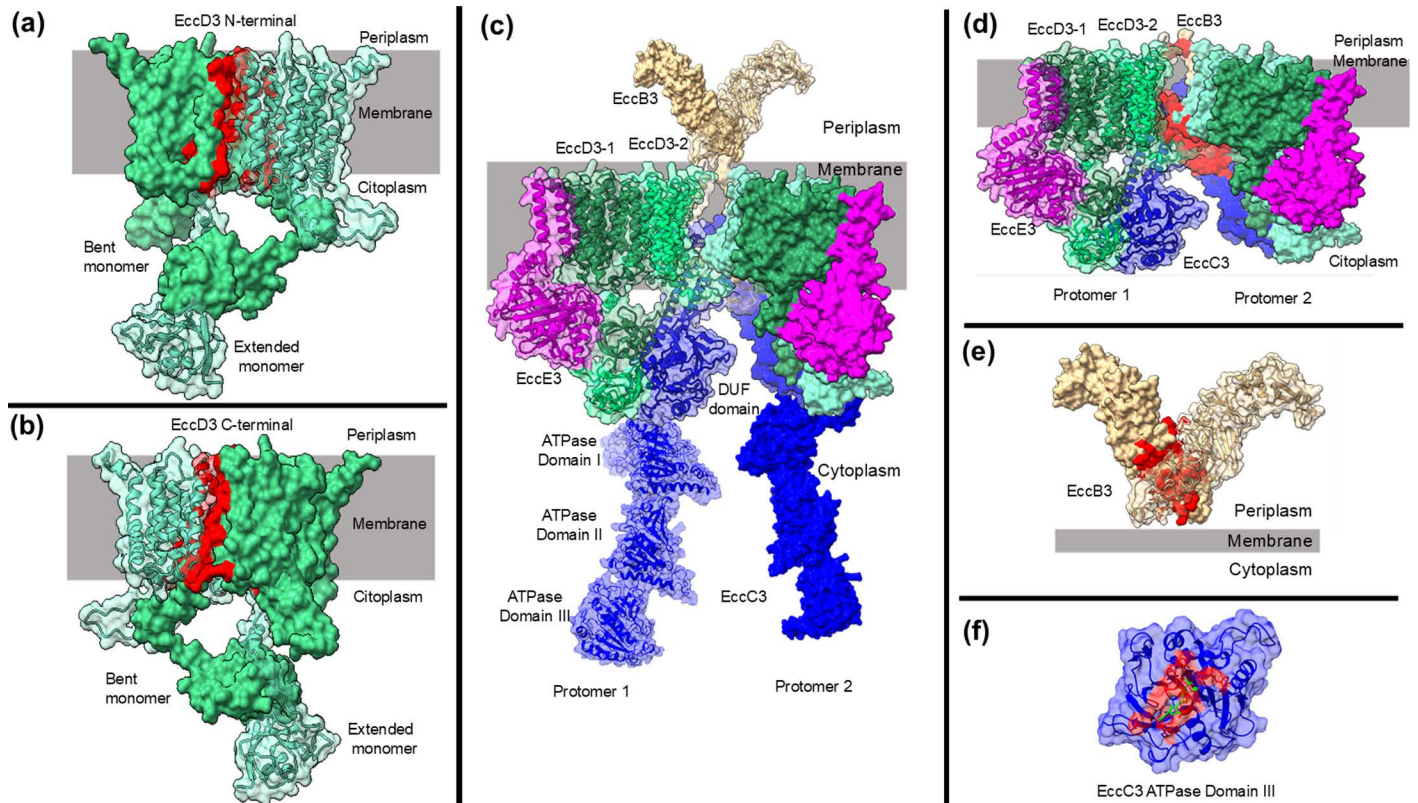 (a)
EccD3 N-terminal
Periplasm
Membrane
Citoplasm
Bent
monomer
Extended
monomer
(b)
EccD3 C-terminal
Periplasm
Membrane
Citoplasm
Bent
monomer
Extended
monomer
(c)
EccB3
Periplasm
EccD3-1
EccD3-2
Membrane
EccE3
DUF
domain
ATPase
Domain I
Cytoplasm
ATPase
Domain II
ATPase
Domain III
EccC3
Protomer 1
Protomer 2
(d)
EccD3-1
EccD3-2
EccB3
Periplasm
Membrane
EccE3
EccC3
Citoplasm
Protomer 1
Protomer 2
(e)
EccB3
Periplasm
Membrane
Cytoplasm
(f)
EccC3 ATPase Domain III